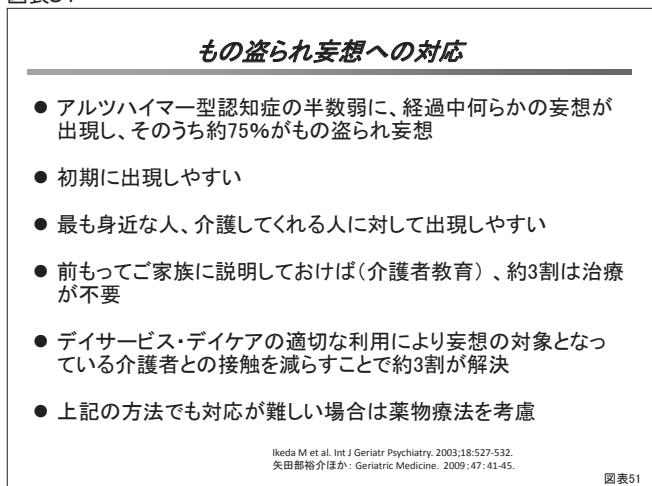 もの盗られ妄想への対応
● アルツハイマー型認知症の半数弱に、経過中何らかの妄想が
出現し、そのうち約75%がもの盗られ妄想
● 初期に出現しやすい
● 最も身近な人、介護してくれる人に対して出現しやすい
● 前もってご家族に説明しておけば(介護者教育) 、約3割は治療
が不要
● デイサービス・デイケアの適切な利用により妄想の対象となっ
ている介護者との接触を減らすことで約3割が解決
● 上記の方法でも対応が難しい場合は薬物療法を考慮
Ikeda M et al. Int J Geriatr Psychiatry. 2003;18:527-532.
矢田部裕介ほか: Geriatric Medicine. 2009;47:41-45.
図表51